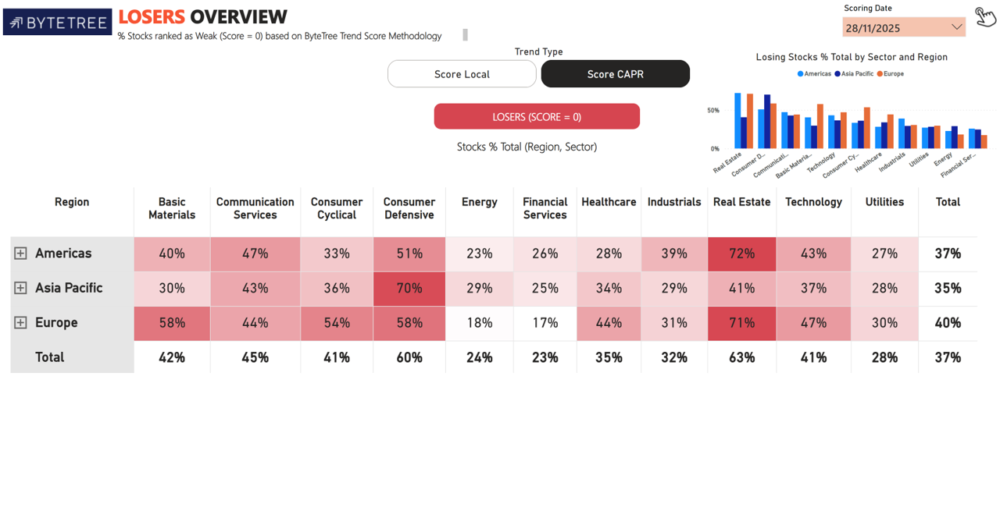 BYTETREE
LOSERS OVERVIEW
% Stocks ranked as Weak (Score = 0) based on ByteTree Trend Score Methodology
Scoring Date
28/11/2025
Trend Type
Score Local
Score CAPR
LOSERS (SCORE = 0)
Stocks % Total (Region, Sector)
Losing Stocks % Total by Sector and Region
Americas Asia Pacific Europe
50%
0%
Real Estate
Consumer D...
Communicati...
Basic Materia...
Technology
Consumer Cy...
Healthcare
Industrials
Utilities
Energy
Financial Ser...
Region Basic Materials Communication Services Consumer Cyclical Consumer Defensive Energy Financial Services Healthcare Industrials Real Estate Technology Utilities Total
Americas 40% 47% 33% 51% 23% 26% 28% 39% 72% 43% 27% 37%
Asia Pacific 30% 43% 36% 70% 29% 25% 34% 29% 41% 37% 28% 35%
Europe 58% 44% 54% 58% 18% 17% 44% 31% 71% 47% 30% 40%
Total 42% 45% 41% 60% 24% 23% 35% 32% 63% 41% 28% 37%